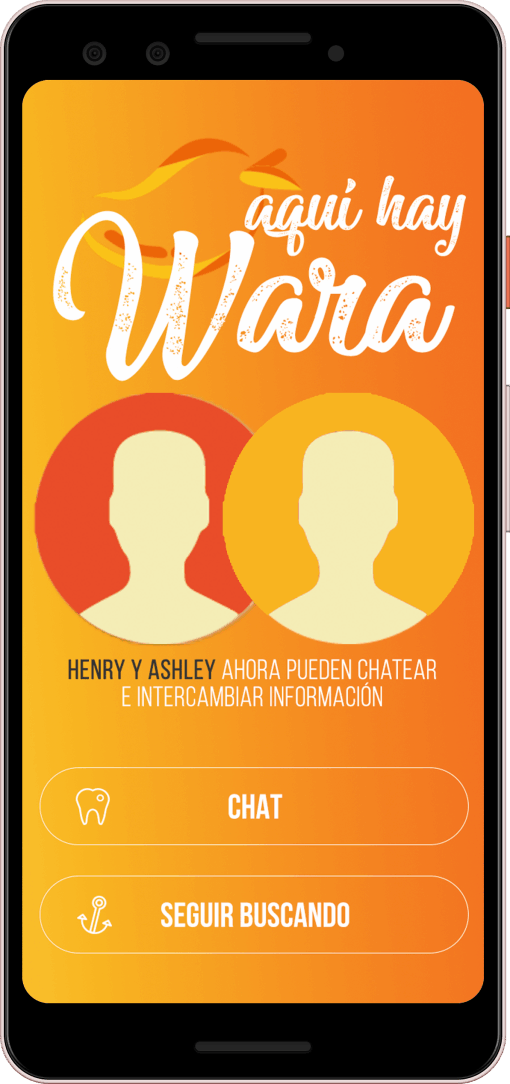 aquí hay
Wara
HENRY Y ASHLEY AHORA PUEDEN CHATEAR
E INTERCAMBIAR INFORMACIÓN
CHAT
SEGUIR BUSCANDO